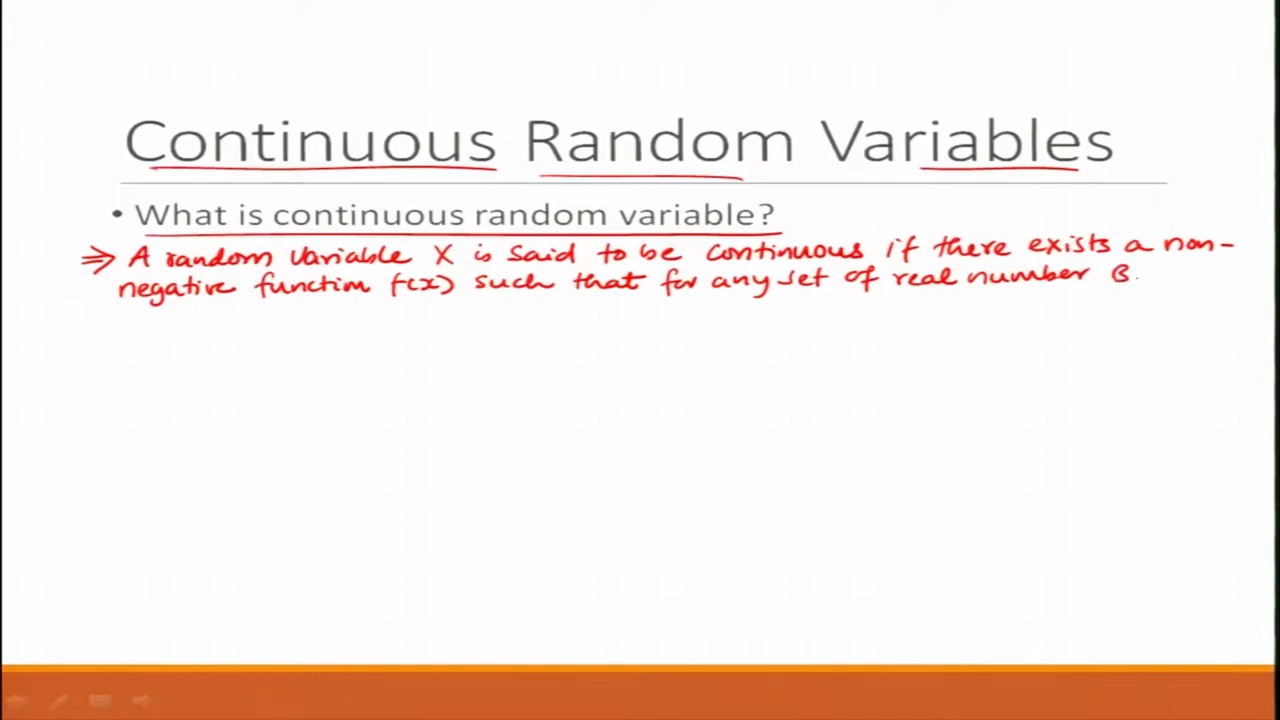 Continuous Random Variables
• What is continuous random variable?
⇒ A random variable X is said to be continuous if there exists a non-
negative function f(x) such that for any set of real number B.